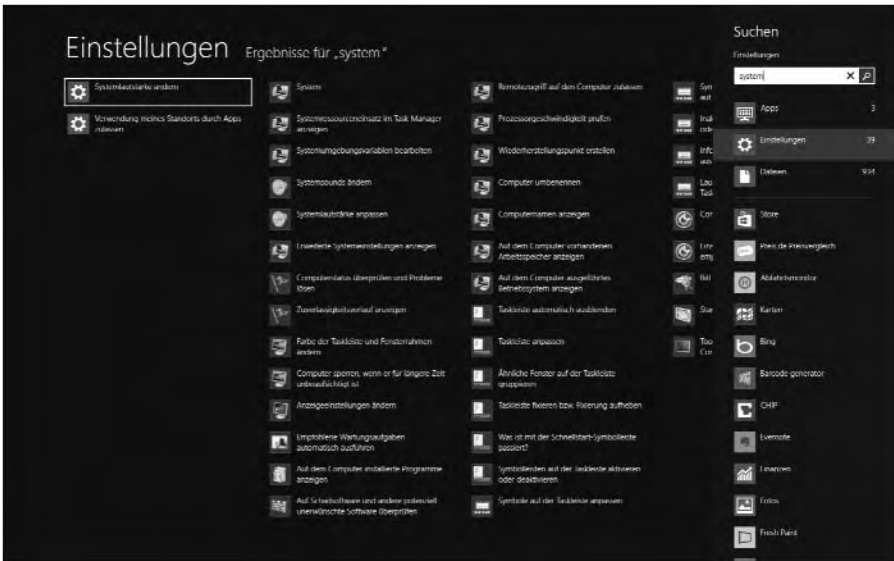 Einstellungen Ergebnisse für „system“
Systemlautstärke ändern
Verwendung meines Standorts durch Apps
zulassen
System
Systemressourceneinsatz im Task Manager
anzeigen
Systemumgebungsvariablen bearbeiten
Systemsounds ändern
Systemlautstärke anpassen
Erweiterte Systemeinstellungen anzeigen
Computerstatus überprüfen und Probleme
lösen
Zuverlässigkeitsverlauf anzeigen
Farbe der Taskleiste und Fensterrahmen
ändern
Computer sperren, wenn er für längere Zeit
unbeaufsichtigt ist
Anzeigeeinstellungen ändern
Empfohlene Wartungsaufgaben
automatisch ausführen
Auf dem Computer installierte Programme
anzeigen
Auf Schadsoftware und andere potenziell
unerwünschte Software überprüfen
Remotezugriff auf den Computer zulassen
Prozessorgeschwindigkeit prüfen
Wiederherstellungspunkt erstellen
Computer umbenennen
Computernamen anzeigen
Auf dem Computer vorhandenen
Arbeitsspeicher anzeigen
Auf dem Computer ausgeführtes
Betriebssystem anzeigen
Taskleiste automatisch ausblenden
Taskleiste anpassen
Ähnliche Fenster auf der Taskleiste
gruppieren
Taskleiste fixieren bzw. Fixierung aufheben
Was ist mit der Schnellstart-Symbolleiste
passiert?
Symbolleisten auf der Taskleiste aktivieren
oder deaktivieren
Symbole auf der Taskleiste anpassen
Suchen
Einstellungen
system
Apps 3
Einstellungen 39
Dateien 934
Store
Preis.de Preisvergleich
Abfahrtsmonitor
Karten
Bing
Barcode generator
CHIP
Evernote
Finanzen
Fotos
Fresh Paint